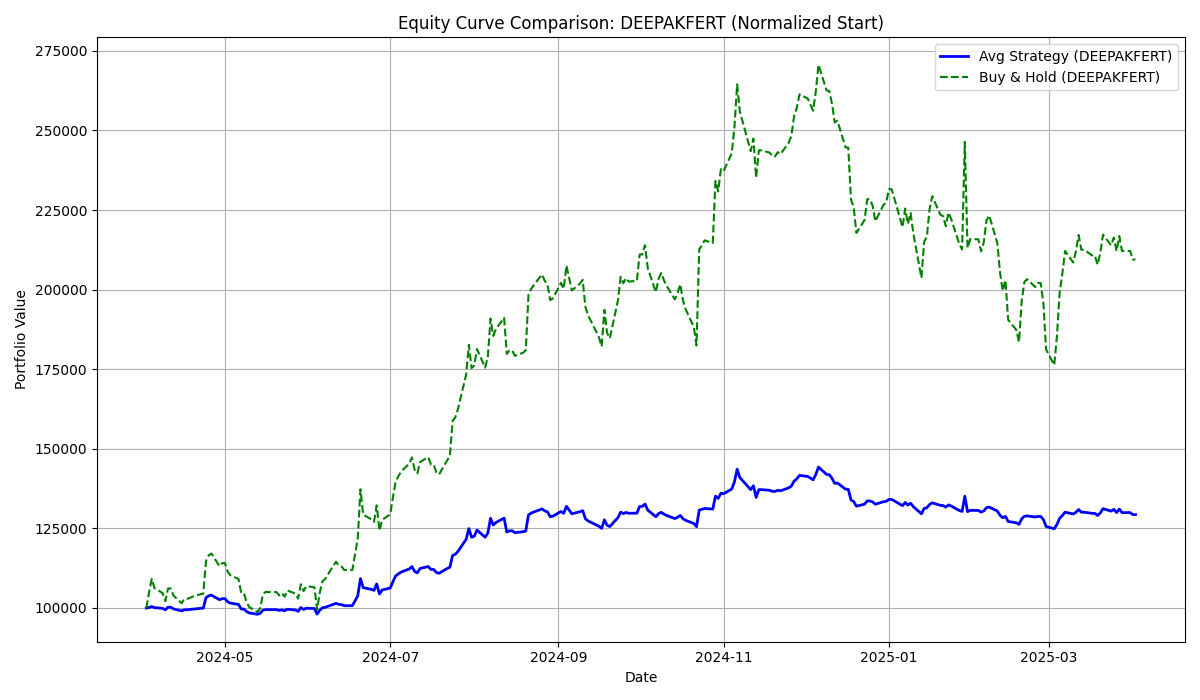 Equity Curve Comparison: DEEPAKFERT (Normalized Start)
Avg Strategy (DEEPAKFERT)
Buy & Hold (DEEPAKFERT)
Portfolio Value
275000
250000
225000
200000
175000
150000
125000
100000
2024-05
2024-07
2024-09
2024-11
2025-01
2025-03
Date